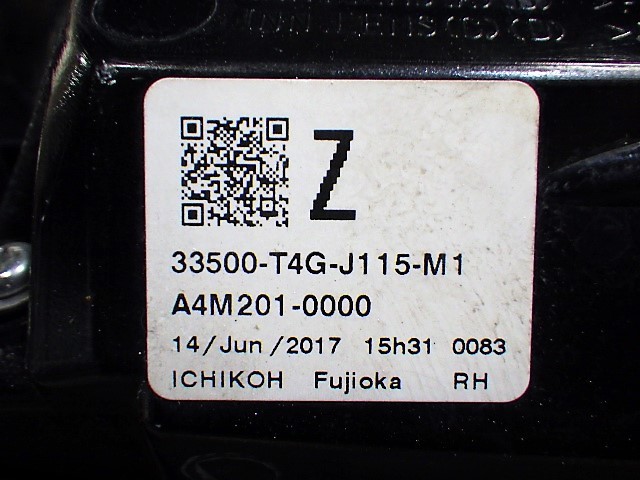 Z
33500-T4G-J115-M1
A4M201-0000
14/Jun/2017 15h31 0083
ICHIKOH Fujioka RH